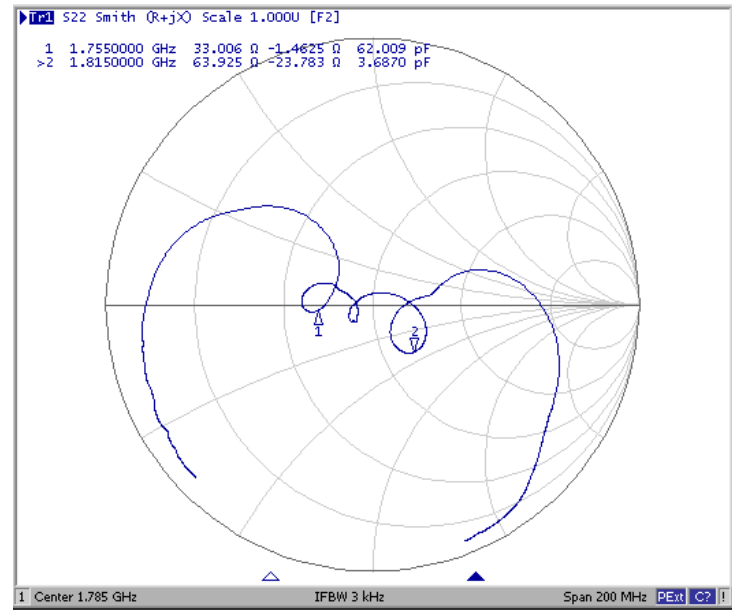 Tr1 S22 Smith (R+jX) Scale 1.000U [F2]
1 1.7550000 GHz 33.006 Ω -1.4625 Ω 62.009 pF
>2 1.8150000 GHz 63.925 Ω -23.783 Ω 3.6870 pF
1
2
1 Center 1.785 GHz IFBW 3 kHz Span 200 MHz PExt C? !